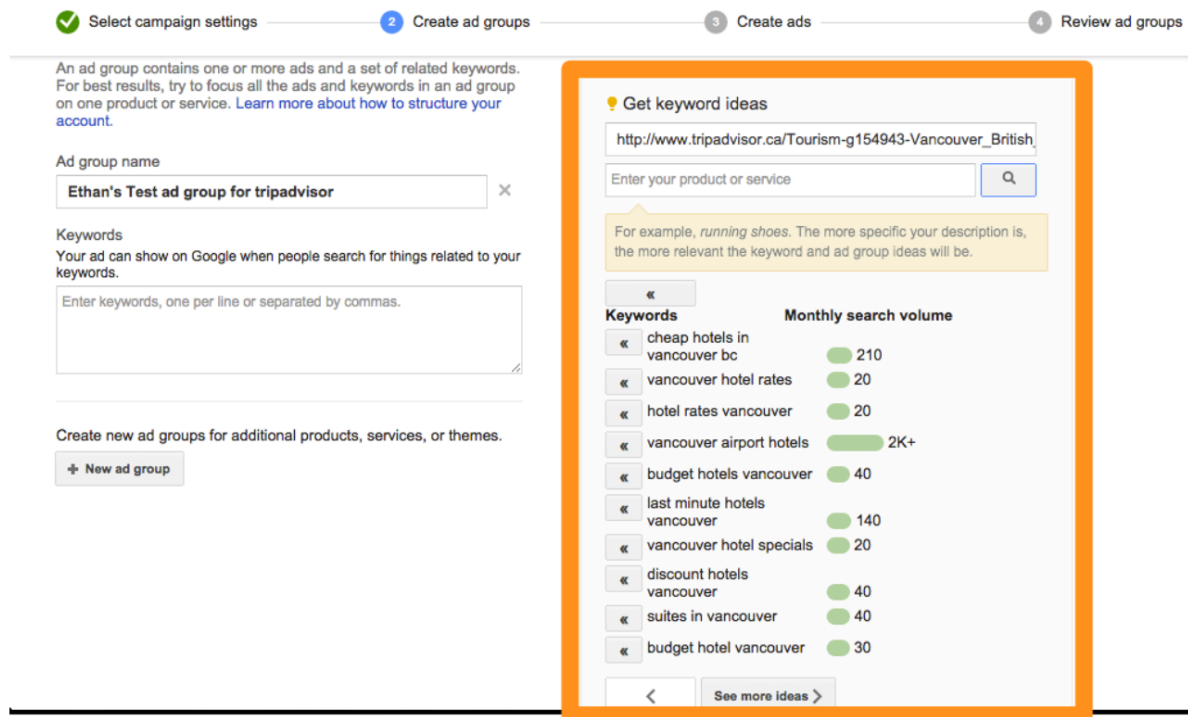 Select campaign settings
2 Create ad groups
3 Create ads
4 Review ad groups
An ad group contains one or more ads and a set of related keywords.
For best results, try to focus all the ads and keywords in an ad group
on one product or service. Learn more about how to structure your
account.
Ad group name
Ethan's Test ad group for tripadvisor
Keywords
Your ad can show on Google when people search for things related to your
keywords.
Enter keywords, one per line or separated by commas.
Create new ad groups for additional products, services, or themes.
+ New ad group
Get keyword ideas
http://www.tripadvisor.ca/Tourism-g154943-Vancouver_British_
Enter your product or service
For example, running shoes. The more specific your description is,
the more relevant the keyword and ad group ideas will be.
«
Keywords Monthly search volume
« cheap hotels in
vancouver bc 210
« vancouver hotel rates 20
« hotel rates vancouver 20
« vancouver airport hotels 2K+
« budget hotels vancouver 40
« last minute hotels
vancouver 140
« vancouver hotel specials 20
« discount hotels
vancouver 40
« suites in vancouver 40
« budget hotel vancouver 30
See more ideas